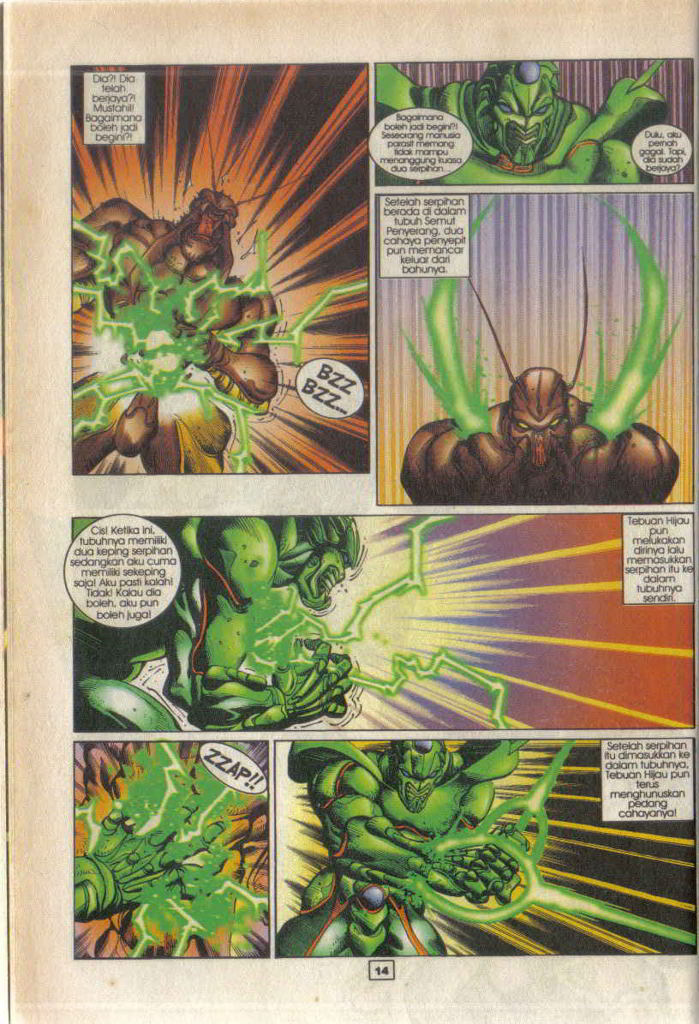 Dia?! Dia
telah
berjaya?!
Mustahil!
Bagaimana
boleh jadi
begini?!
BZZ
BZZ...
Bagaimana
boleh jadi begini?!
Seseorang manusia
parasit memang
tidak mampu
menanggung kuasa
dua serpihan...
Dulu, aku
pernah
gagal. Tapi,
dia sudah
berjaya?
Setelah serpihan
berada di dalam
tubuh Semut
Penyerang, dua
cahaya penyepit
pun memancar
keluar dari
bahunya.
Cis! Ketika ini,
tubuhnya memiliki
dua keping serpihan
sedangkan aku cuma
memiliki sekeping
saja! Aku pasti kalah!
Tidak! Kalau dia
boleh, aku pun
boleh juga!
Tebuan Hijau
pun
melukakan
dirinya lalu
memasukkan
serpihan itu ke
dalam
tubuhnya
sendiri.
ZZAP!!
Setelah serpihan
itu dimasukkan ke
dalam tubuhnya,
Tebuan Hijau pun
terus
menghunuskan
pedang
cahayanya!
14